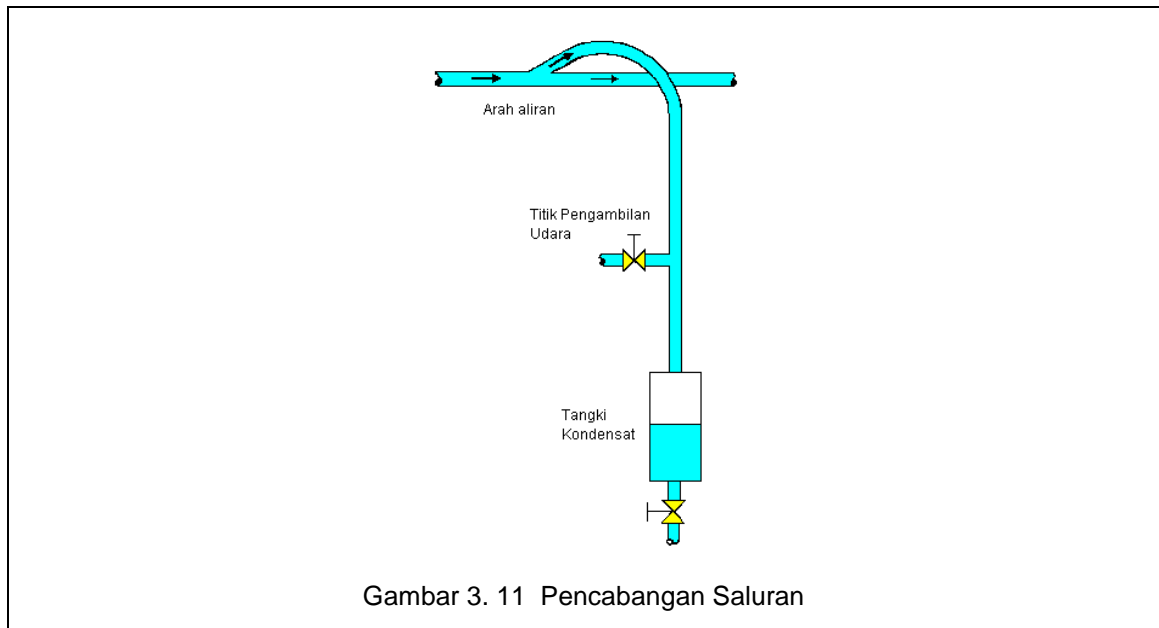 Arah aliran
Titik Pengambilan
Udara
Tangki
Kondensat
Gambar 3. 11  Pencabangan Saluran